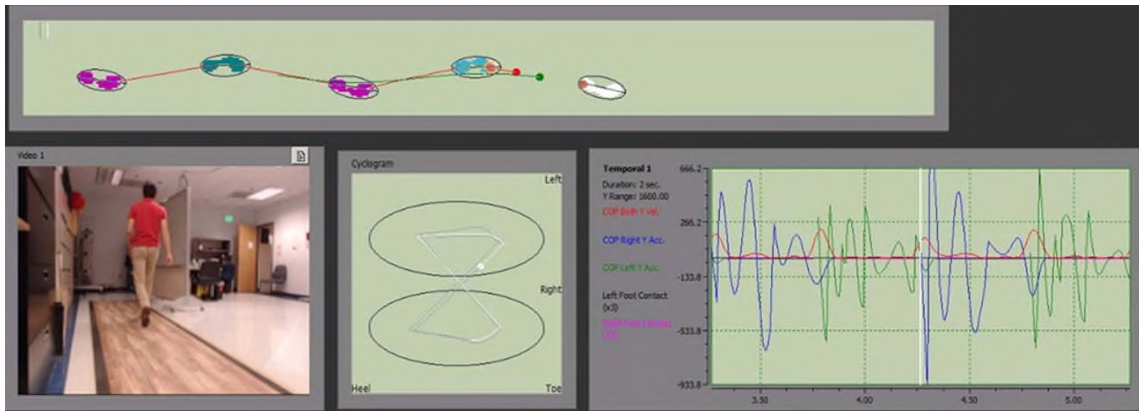 Video 1
Cyclogram
Left
Right
Heel
Toe
Temporal 1
Duration: 2 sec.
Y Range: 1600.00
COP Both Y Vel.
COP Right Y Acc.
COP Left Y Acc.
Left Foot Contact
(x3)
666.2
266.2
-133.8
-533.8
-933.8
3.50
4.00
4.50
5.00